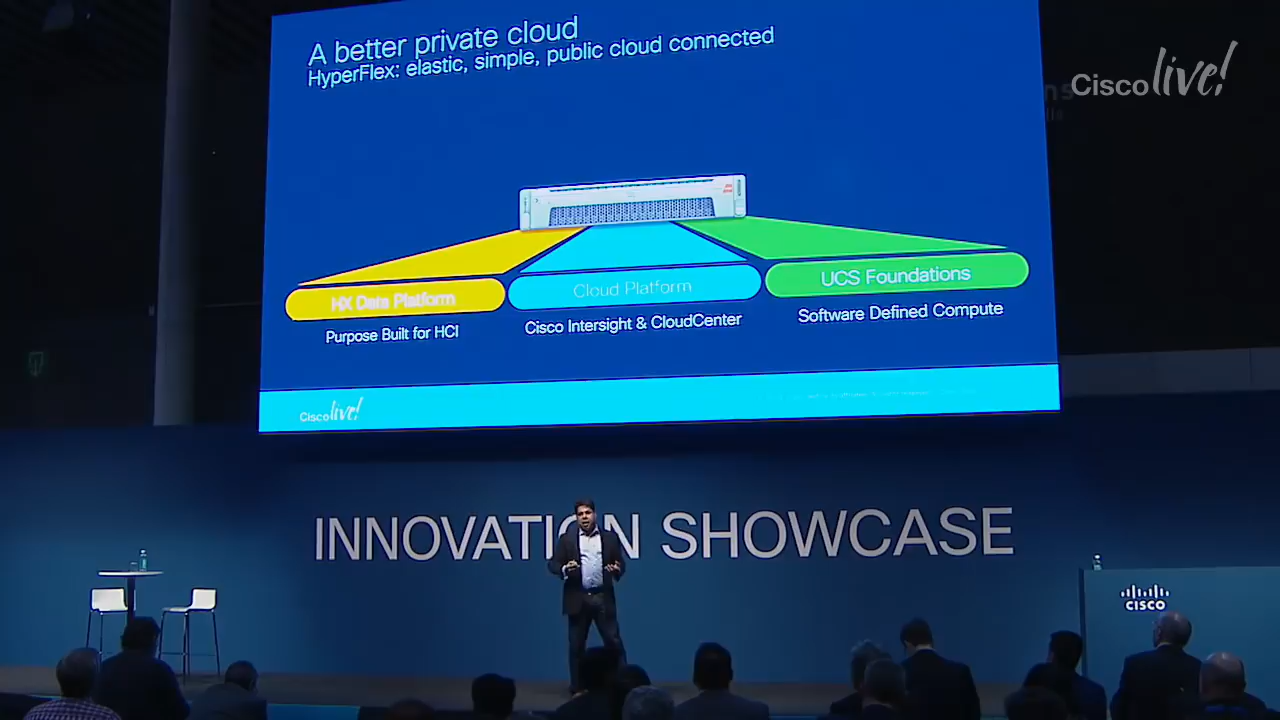 A better private cloud
HyperFlex: elastic, simple, public cloud connected
Cisco live!
HX Data Platform
Cloud Platform
UCS Foundations
Purpose Built for HCI
Cisco Intersight & CloudCenter
Software Defined Compute
Cisco live!
INNOVATION SHOWCASE
CISCO